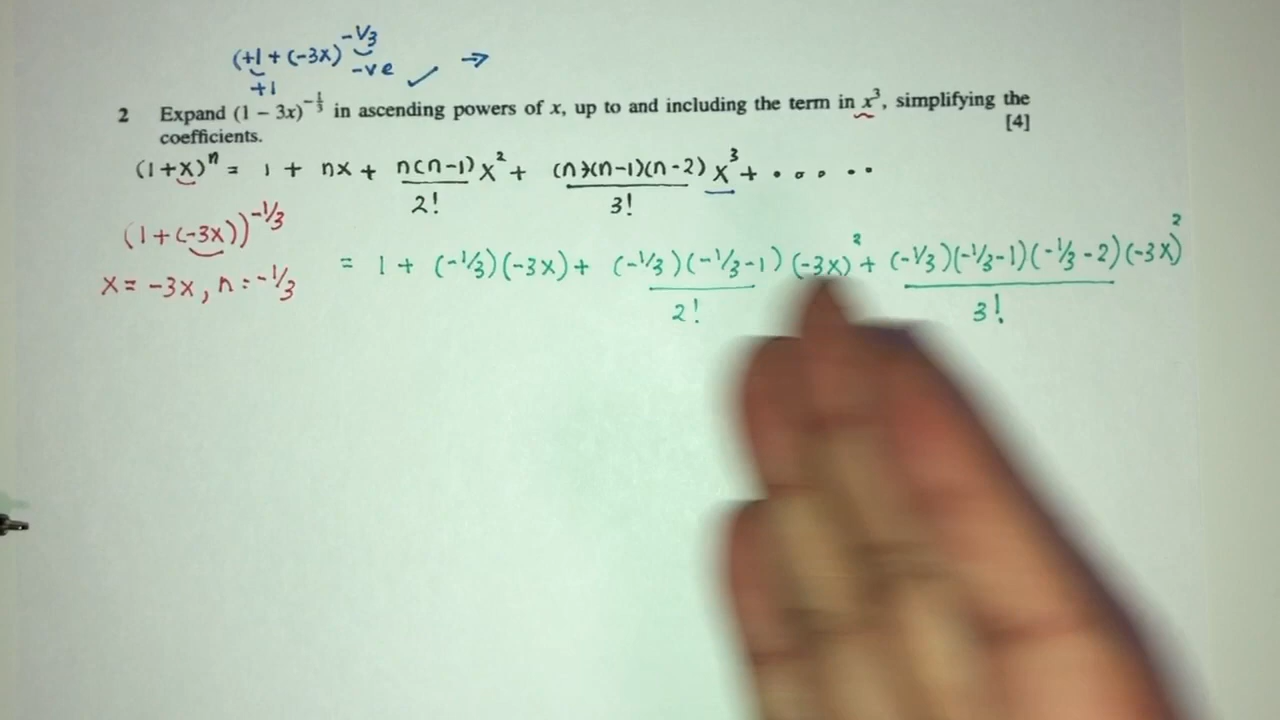 (+1 + (-3x)^{-1/3} →
+1 -ve ✓
2 Expand (1 – 3x)^{-1/3} in ascending powers of x, up to and including the term in x³, simplifying the
coefficients. [4]
(1+x)^n = 1 + nx + n(n-1)/2! x² + (n)(n-1)(n-2)/3! x³ + . . . . .
(1+(-3x))^{-1/3}
= 1 + (-1/3)(-3x) + (-1/3)(-1/3-1)/2! (-3x)² + (-1/3)(-1/3-1)(-1/3-2)/3! (-3x)²
x = -3x, n = -1/3